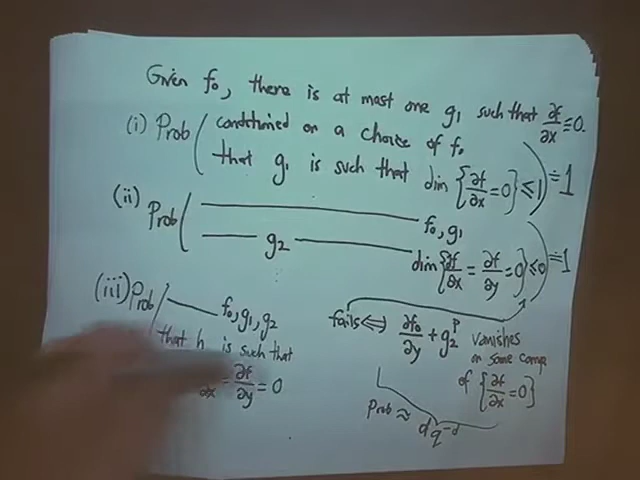 Given f₀, there is at most one g₁ such that ∂f/∂x ≡ 0.
(i) Prob( conditioned on a choice of f₀
that g₁ is such that dim {∂f/∂x = 0} ≤ 1) ≐ 1
(ii) Prob( —— f₀, g₁
—— g₂ —— dim{∂f/∂x = ∂f/∂y = 0} ≤ 0) ≐ 1
(iii) Prob( —— f₀, g₁, g₂
that h is such that
= ∂f/∂y = 0
fails ⟺ ∂f₀/∂y + g₂ᵖ vanishes
on some comp
of {∂f/∂x = 0}
Prob ≈ dq⁻ᵈ